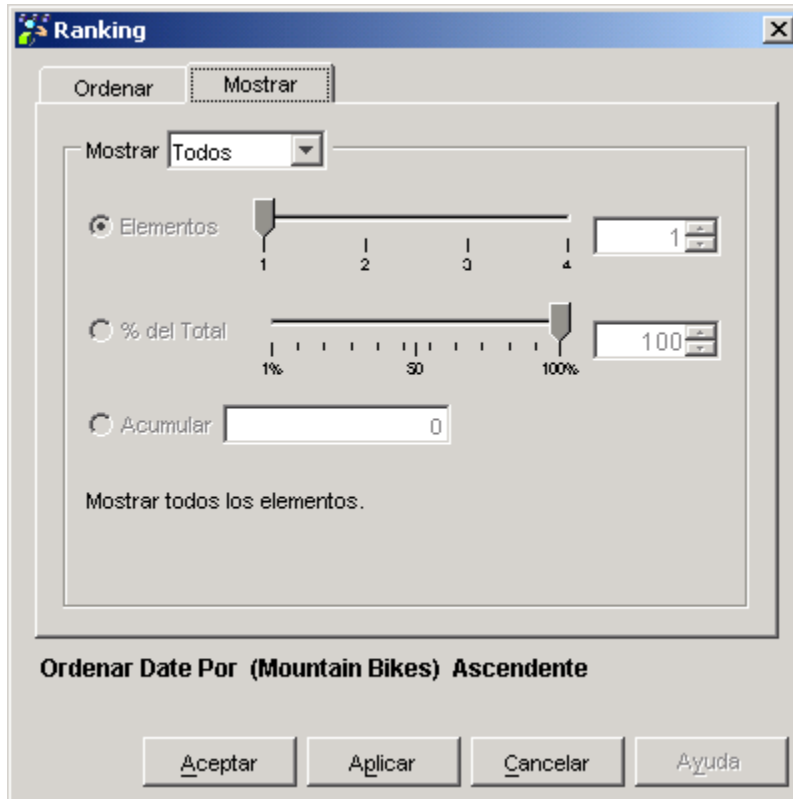 Ranking
Ordenar Mostrar
Mostrar Todos
Elementos 1
1 2 3 4
% del Total 100
1% 50 100%
Acumular 0
Mostrar todos los elementos.
Ordenar Date Por (Mountain Bikes) Ascendente
Aceptar Aplicar Cancelar Ayuda